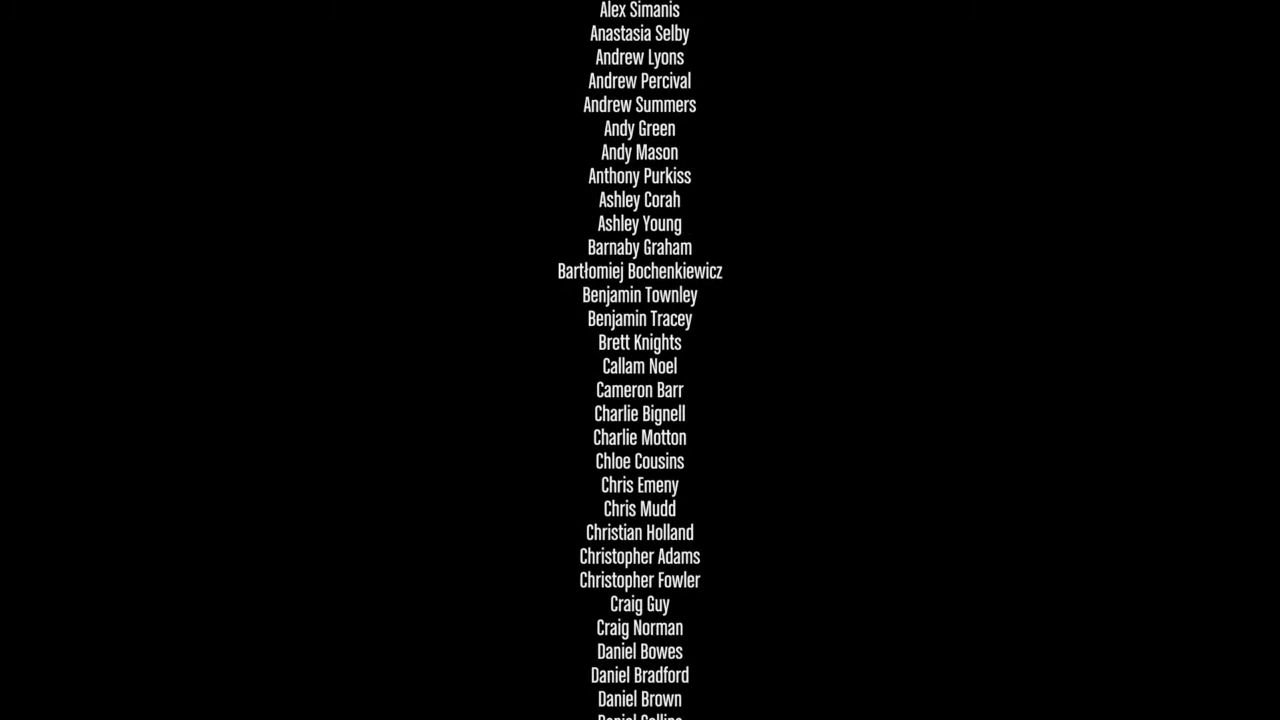 Alex Simanis
Anastasia Selby
Andrew Lyons
Andrew Percival
Andrew Summers
Andy Green
Andy Mason
Anthony Purkiss
Ashley Corah
Ashley Young
Barnaby Graham
Bartłomiej Bochenkiewicz
Benjamin Townley
Benjamin Tracey
Brett Knights
Callam Noel
Cameron Barr
Charlie Bignell
Charlie Motton
Chloe Cousins
Chris Emeny
Chris Mudd
Christian Holland
Christopher Adams
Christopher Fowler
Craig Guy
Craig Norman
Daniel Bowes
Daniel Bradford
Daniel Brown
Daniel